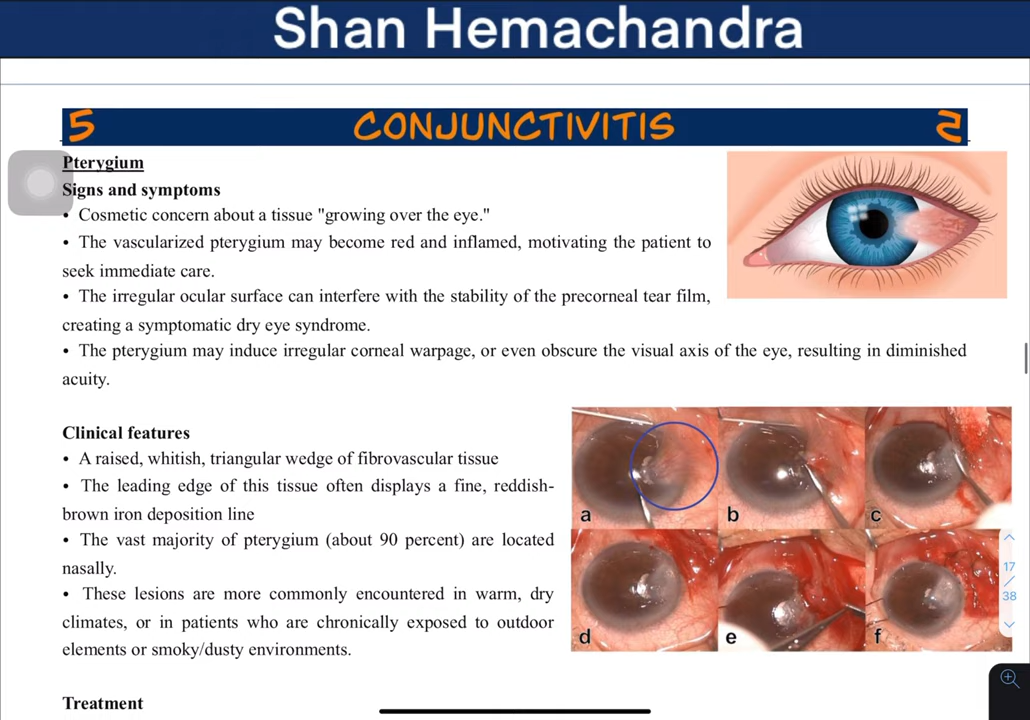 Shan Hemachandra
5 CONJUNCTIVITIS 2
Pterygium
Signs and symptoms
• Cosmetic concern about a tissue "growing over the eye."
• The vascularized pterygium may become red and inflamed, motivating the patient to
seek immediate care.
• The irregular ocular surface can interfere with the stability of the precorneal tear film,
creating a symptomatic dry eye syndrome.
• The pterygium may induce irregular corneal warpage, or even obscure the visual axis of the eye, resulting in diminished
acuity.
Clinical features
• A raised, whitish, triangular wedge of fibrovascular tissue
• The leading edge of this tissue often displays a fine, reddish-
brown iron deposition line
• The vast majority of pterygium (about 90 percent) are located
nasally.
• These lesions are more commonly encountered in warm, dry
climates, or in patients who are chronically exposed to outdoor
elements or smoky/dusty environments.
Treatment
a b c
d e f
17
/
38